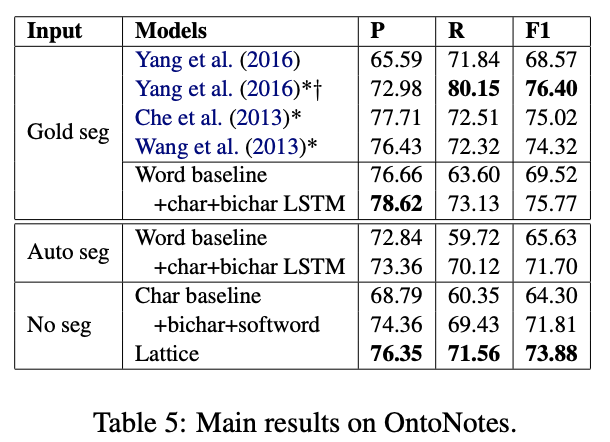 Input Models P R F1
Yang et al. (2016) 65.59 71.84 68.57
Yang et al. (2016)*† 72.98 80.15 76.40
Che et al. (2013)* 77.71 72.51 75.02
Gold seg
Wang et al. (2013)* 76.43 72.32 74.32
Word baseline 76.66 63.60 69.52
+char+bichar LSTM 78.62 73.13 75.77
Word baseline 72.84 59.72 65.63
Auto seg
+char+bichar LSTM 73.36 70.12 71.70
Char baseline 68.79 60.35 64.30
No seg +bichar+softword 74.36 69.43 71.81
Lattice 76.35 71.56 73.88
Table 5: Main results on OntoNotes.